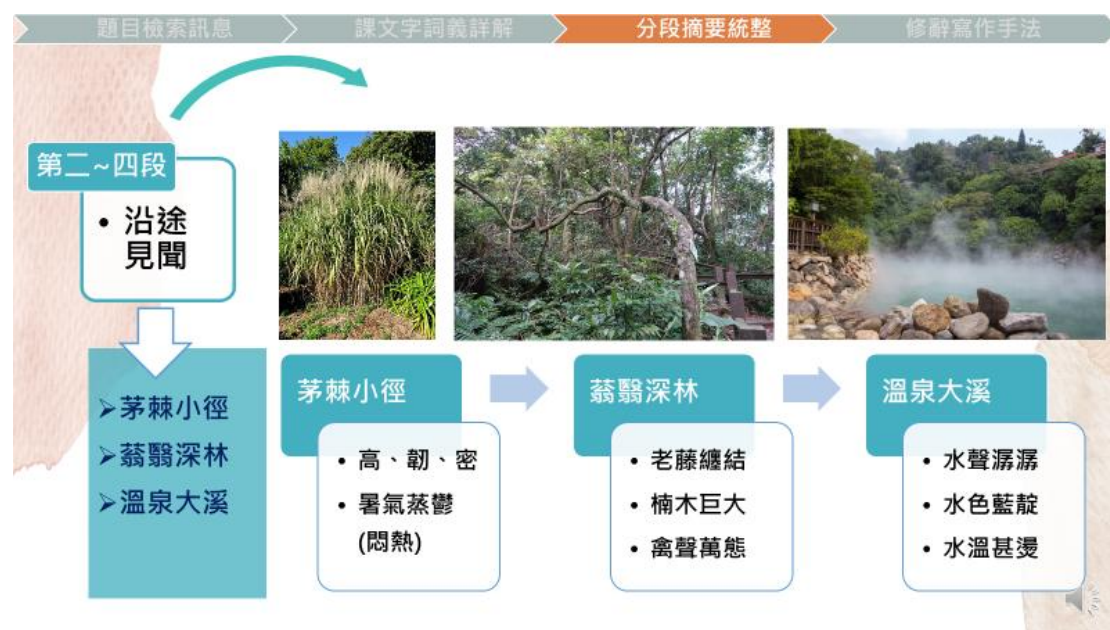 題目檢索訊息
課文字詞義詳解
分段摘要統整
修辭寫作手法
第二~四段
• 沿途
見聞
➢茅棘小徑
➢蓊翳深林
➢溫泉大溪
茅棘小徑
• 高、韌、密
• 暑氣蒸鬱
(悶熱)
蓊翳深林
• 老藤纏結
• 楠木巨大
• 禽聲萬態
溫泉大溪
• 水聲潺潺
• 水色藍靛
• 水溫甚燙